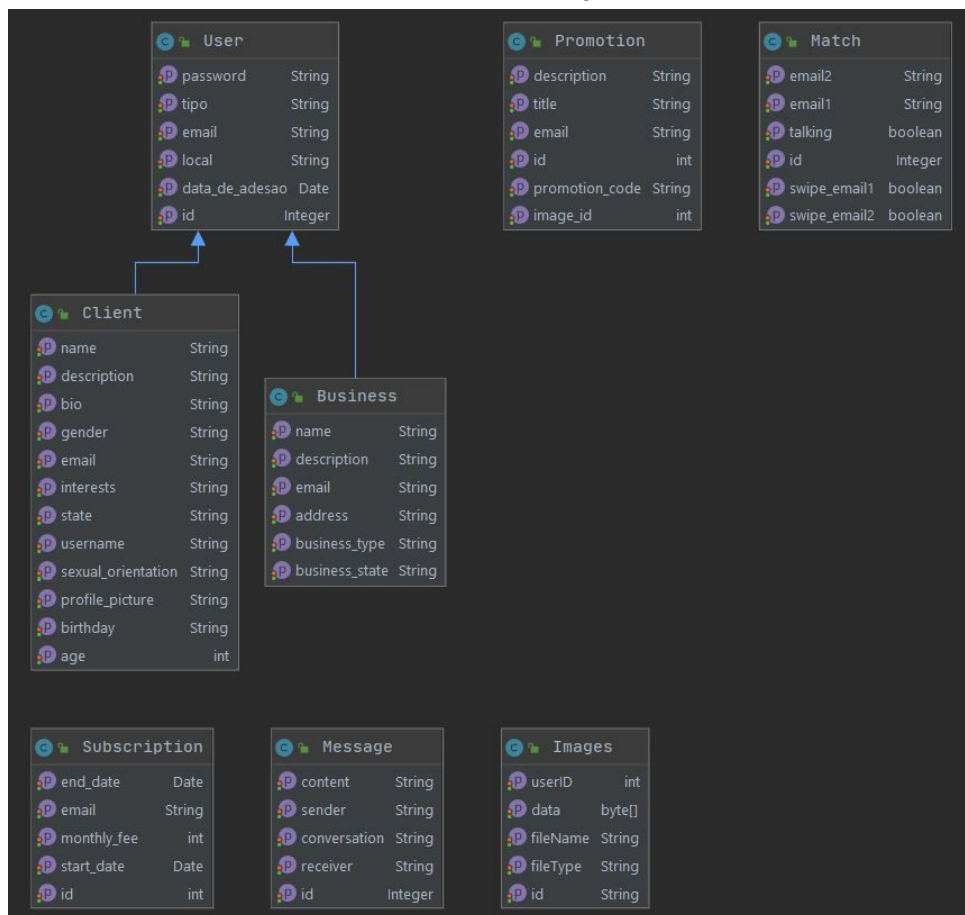 User
password String
tipo String
email String
local String
data_de_adesao Date
id Integer
Promotion
description String
title String
email String
id int
promotion_code String
image_id int
Match
email2 String
email1 String
talking boolean
id Integer
swipe_email1 boolean
swipe_email2 boolean
Client
name String
description String
bio String
gender String
email String
interests String
state String
username String
sexual_orientation String
profile_picture String
birthday String
age int
Business
name String
description String
email String
address String
business_type String
business_state String
Subscription
end_date Date
email String
monthly_fee int
start_date Date
id int
Message
content String
sender String
conversation String
receiver String
id Integer
Images
userID int
data byte[]
fileName String
fileType String
id String